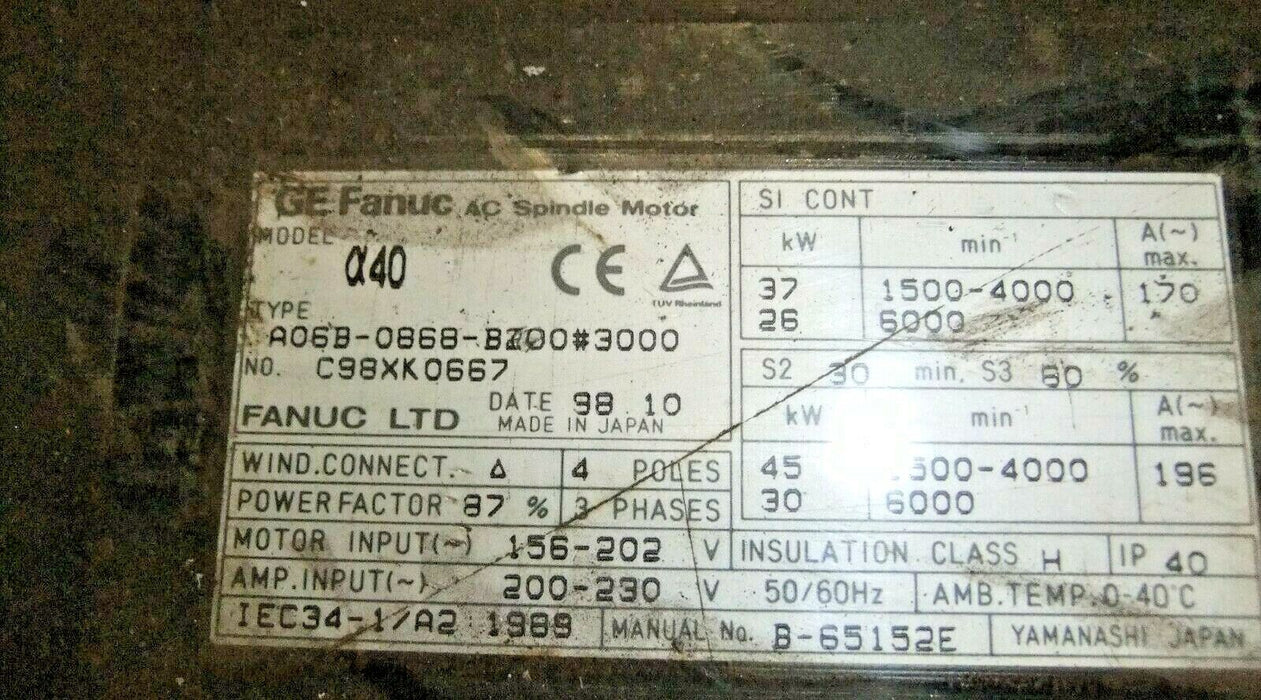 GE Fanuc AC Spindle Motor
MODEL
α40
CE
TUV Rheinland
TYPE
A06B-0868-B200#3000
NO. C98XK0667
DATE 98.10
FANUC LTD MADE IN JAPAN
WIND.CONNECT. Δ 4 POLES
POWER FACTOR 87 % 3 PHASES
MOTOR INPUT(~) 156-202 V
AMP.INPUT(~) 200-230 V 50/60Hz
IEC34-1/A2 1989
MANUAL No. B-65152E
SI CONT
kW min⁻¹ A(~) max.
37 1500-4000 170
26 6000
S2 30 min. S3 60 %
kW min⁻¹ A(~) max.
45 1500-4000 196
30 6000
INSULATION CLASS H IP 40
AMB.TEMP.0-40°C
YAMANASHI JAPAN